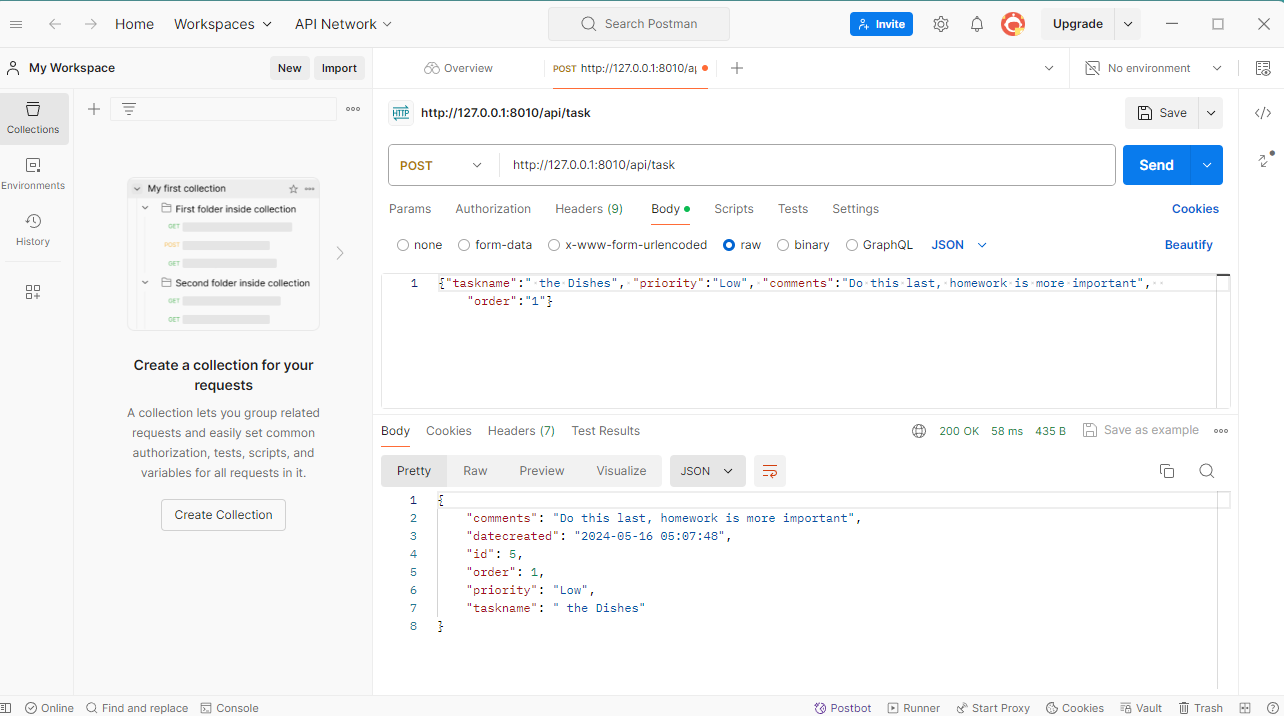 Home Workspaces API Network Search Postman Invite Upgrade
My Workspace New Import Overview POST http://127.0.0.1:8010/ap No environment
Collections
Environments
History
My first collection
First folder inside collection
GET
POST
GET
Second folder inside collection
GET
GET
Create a collection for your
requests
A collection lets you group related
requests and easily set common
authorization, tests, scripts, and
variables for all requests in it.
Create Collection
HTTP http://127.0.0.1:8010/api/task Save
POST http://127.0.0.1:8010/api/task Send
Params Authorization Headers (9) Body Scripts Tests Settings Cookies
none form-data x-www-form-urlencoded raw binary GraphQL JSON Beautify
1 {"taskname":" the Dishes", "priority":"Low", "comments":"Do this last, homework is more important",
"order":"1"}
Body Cookies Headers (7) Test Results 200 OK 58 ms 435 B Save as example
Pretty Raw Preview Visualize JSON
1 {
2 "comments": "Do this last, homework is more important",
3 "datecreated": "2024-05-16 05:07:48",
4 "id": 5,
5 "order": 1,
6 "priority": "Low",
7 "taskname": " the Dishes"
8 }
Online Find and replace Console Postbot Runner Start Proxy Cookies Vault Trash